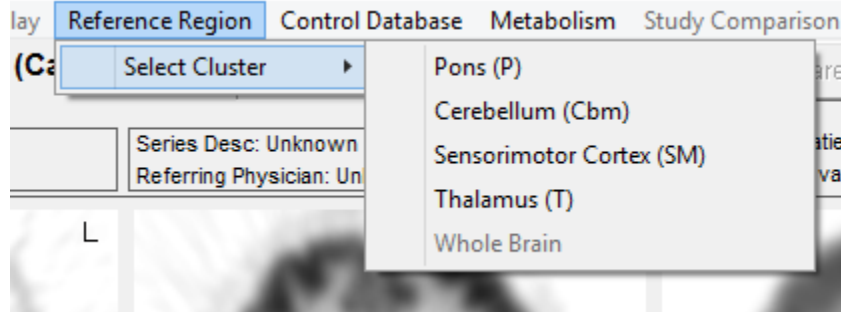 lay Reference Region Control Database Metabolism Study Comparison
(Ca
Select Cluster
Pons (P)
Cerebellum (Cbm)
Sensorimotor Cortex (SM)
Thalamus (T)
Whole Brain
Series Desc: Unknown
Referring Physician: Un
L